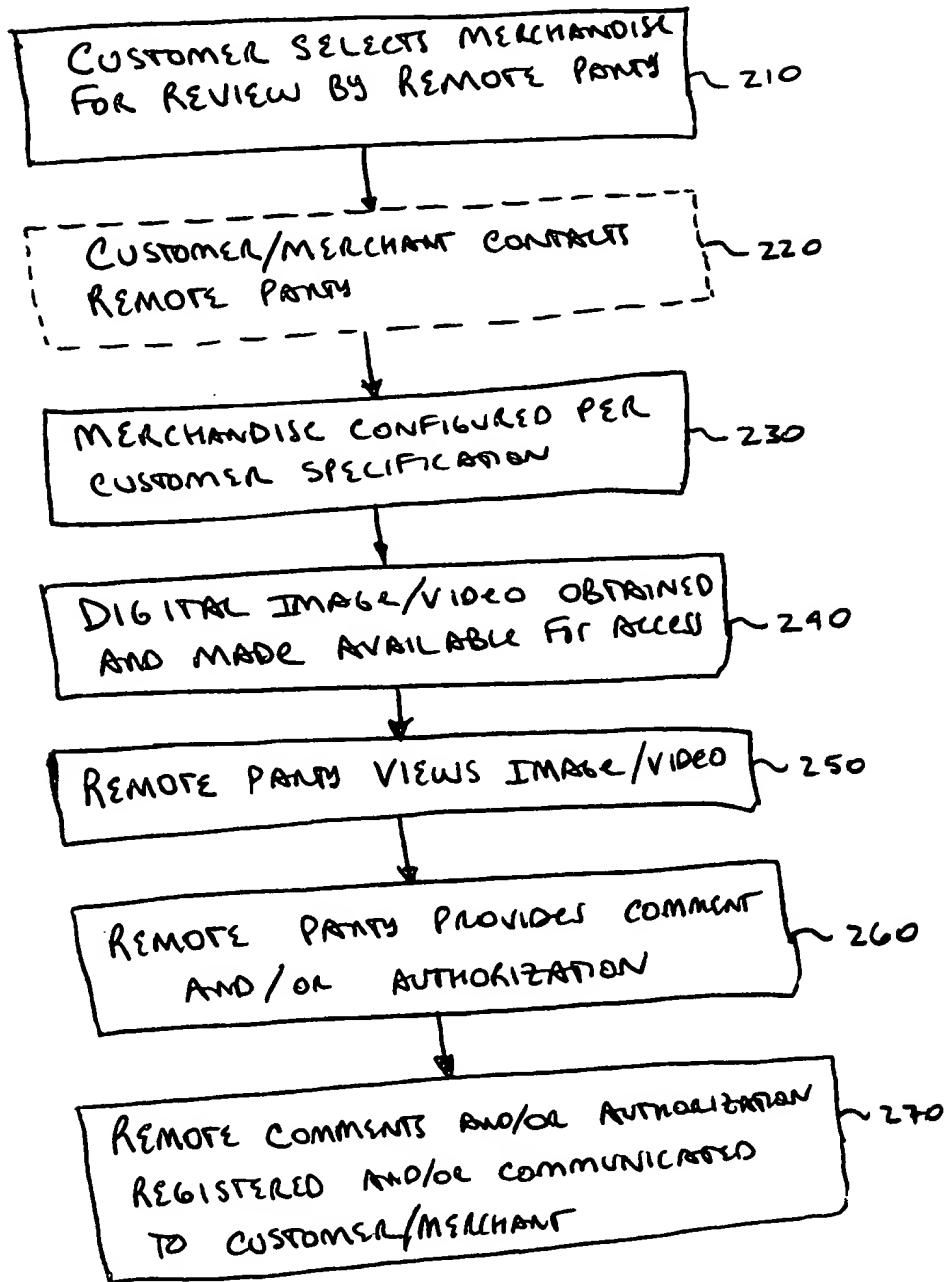 CUSTOMER SELECTS MERCHANDISE
FOR REVIEW BY REMOTE PARTY
210
CUSTOMER/MERCHANT CONTACTS
REMOTE PARTY
220
MERCHANDISE CONFIGURED PER
CUSTOMER SPECIFICATION
230
DIGITAL IMAGE/VIDEO OBTAINED
AND MADE AVAILABLE FOR ACCESS
240
REMOTE PARTY VIEWS IMAGE/VIDEO
250
REMOTE PARTY PROVIDES COMMENT
AND/OR AUTHORIZATION
260
REMOTE COMMENTS AND/OR AUTHORIZATION
REGISTERED AND/OR COMMUNICATED
TO CUSTOMER/MERCHANT
270